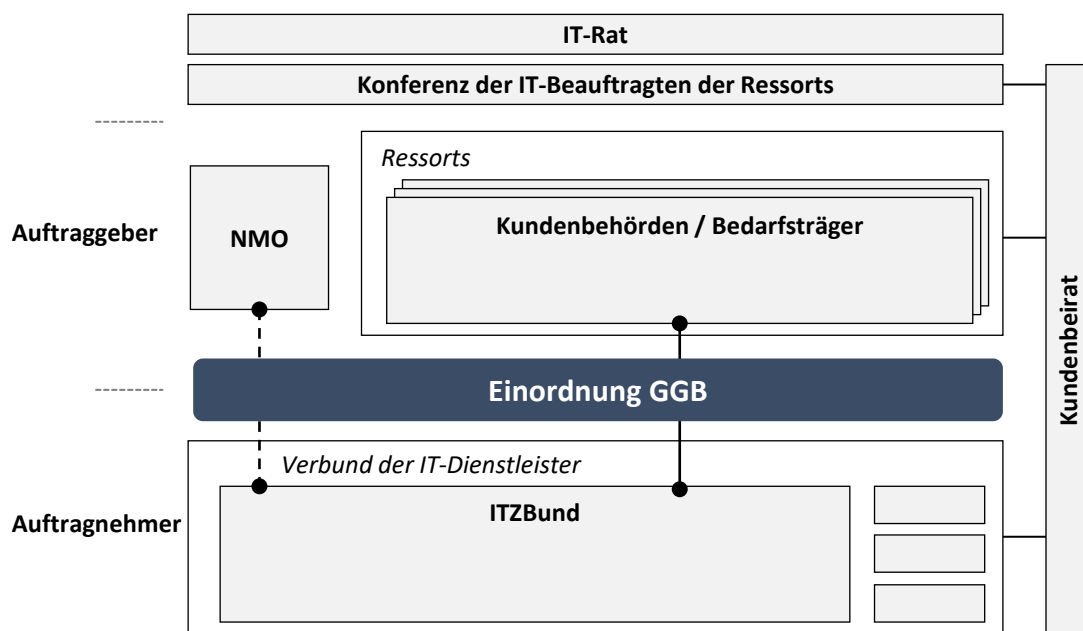 IT-Rat
Konferenz der IT-Beauftragten der Ressorts
Ressorts
Auftraggeber
NMO
Kundenbehörden / Bedarfsträger
Kundenbeirat
Einordnung GGB
Verbund der IT-Dienstleister
Auftragnehmer
ITZBund